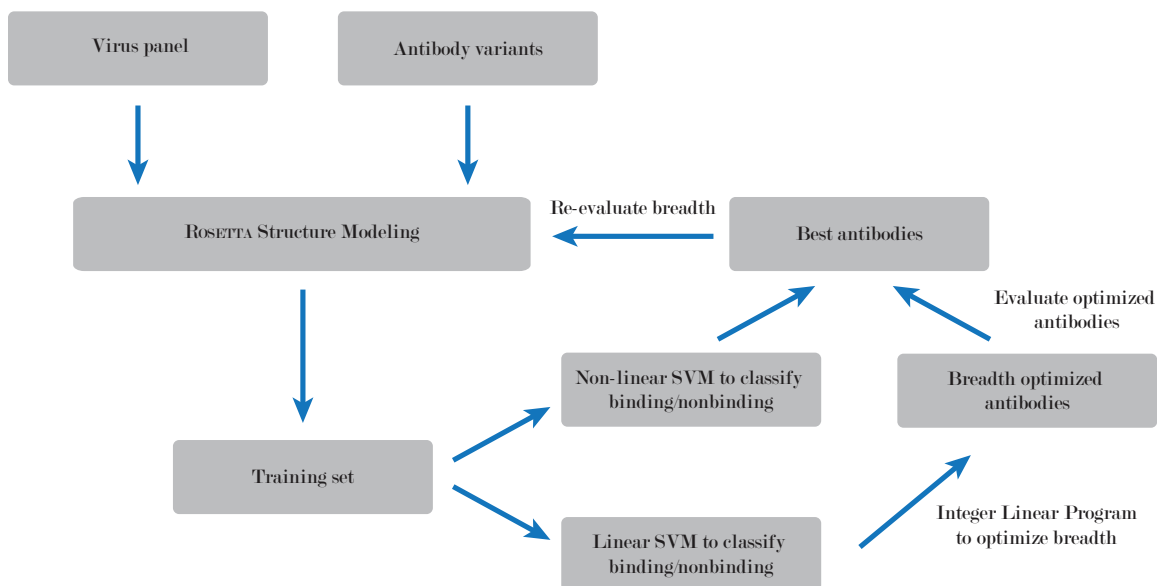 Virus panel
Antibody variants
Re-evaluate breadth
ROSETTA Structure Modeling
Best antibodies
Evaluate optimized
antibodies
Non-linear SVM to classify
binding/nonbinding
Breadth optimized
antibodies
Training set
Integer Linear Program
to optimize breadth
Linear SVM to classify
binding/nonbinding